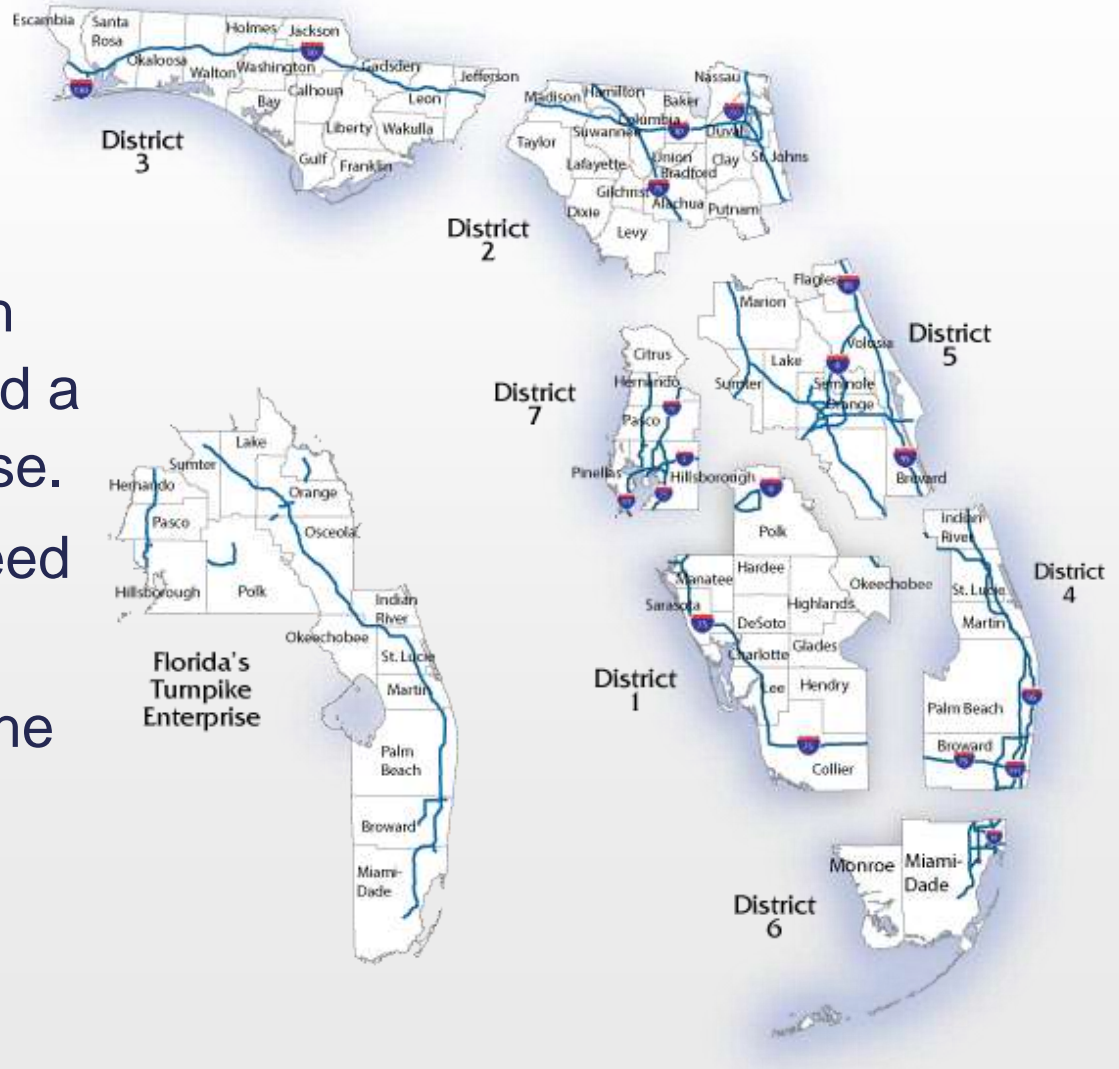 Escambia
Santa
Rosa
Okaloosa
Walton
Holmes
Washington
Jackson
Bay
Calhoun
Gulf
Liberty
Franklin
Gadsden
Leon
Wakulla
Jefferson
District
3
Madison
Hamilton
Taylor
Suwannee
Columbia
Baker
Nassau
Duval
Lafayette
Union
Bradford
Clay
St. Johns
Gilchrist
Dixie
Alachua
Putnam
Levy
District
2
n
d a
se.
eed
he
Flagler
Marion
Volusia
Lake
Sumter
Seminole
Orange
Brevard
District
5
Citrus
Hernando
Pasco
Pinellas
Hillsborough
District
7
Lake
Sumter
Hernando
Orange
Pasco
Osceola
Hillsborough
Polk
Indian
River
Okeechobee
St. Lucie
Martin
Palm
Beach
Broward
Miami-
Dade
Florida's
Turnpike
Enterprise
Polk
Manatee
Hardee
Okeechobee
Sarasota
Highlands
DeSoto
Charlotte
Glades
Lee
Hendry
Collier
District
1
Indian
River
St. Lucie
Martin
Palm Beach
Broward
District
4
Monroe
Miami-
Dade
District
6